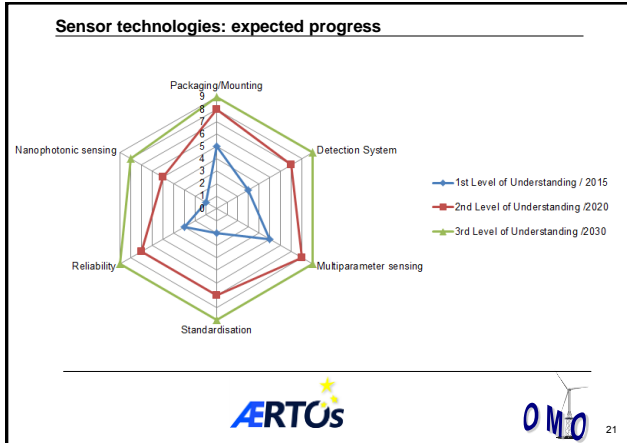 Sensor technologies: expected progress
Packaging/Mounting
9
8
7
6
5
4
3
2
1
0
Nanophotonic sensing
Detection System
1st Level of Understanding / 2015
2nd Level of Understanding /2020
3rd Level of Understanding /2030
Reliability
Multiparameter sensing
Standardisation
ÆRTOs
OMO
21